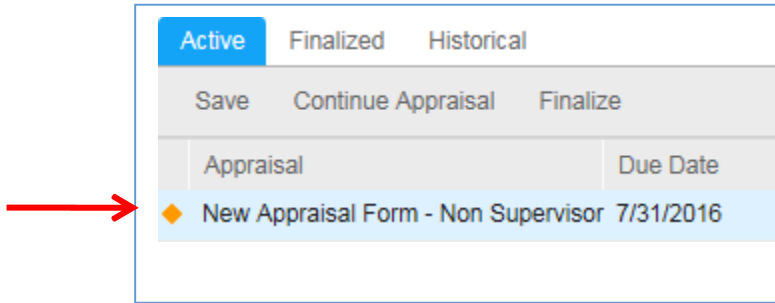 Active Finalized Historical
Save Continue Appraisal Finalize
Appraisal Due Date
New Appraisal Form - Non Supervisor 7/31/2016